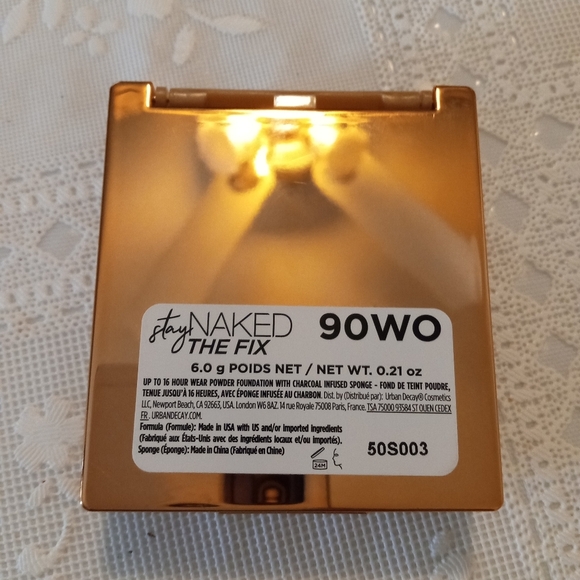 stay NAKED 90WO
THE FIX
6.0 g POIDS NET / NET WT. 0.21 oz
UP TO 16 HOUR WEAR POWDER FOUNDATION WITH CHARCOAL INFUSED SPONGE - FOND DE TEINT POUDRE,
TENUE JUSQU'À 16 HEURES, AVEC ÉPONGE INFUSÉE AU CHARBON. Dist. by (Distribué par): Urban Decay® Cosmetics
LLC, Newport Beach, CA 92663, USA. London W6 8AZ. 14 rue Royale 75008 Paris, France. TSA 75000 93584 ST OUEN CEDEX
FR, URBANDECAY.COM
Formula (Formule): Made in USA with US and/or imported ingredients
(Fabriqué aux États-Unis avec des ingrédients locaux et/ou importés).
Sponge (Éponge): Made in China (Fabriqué en Chine)
24M
50S003